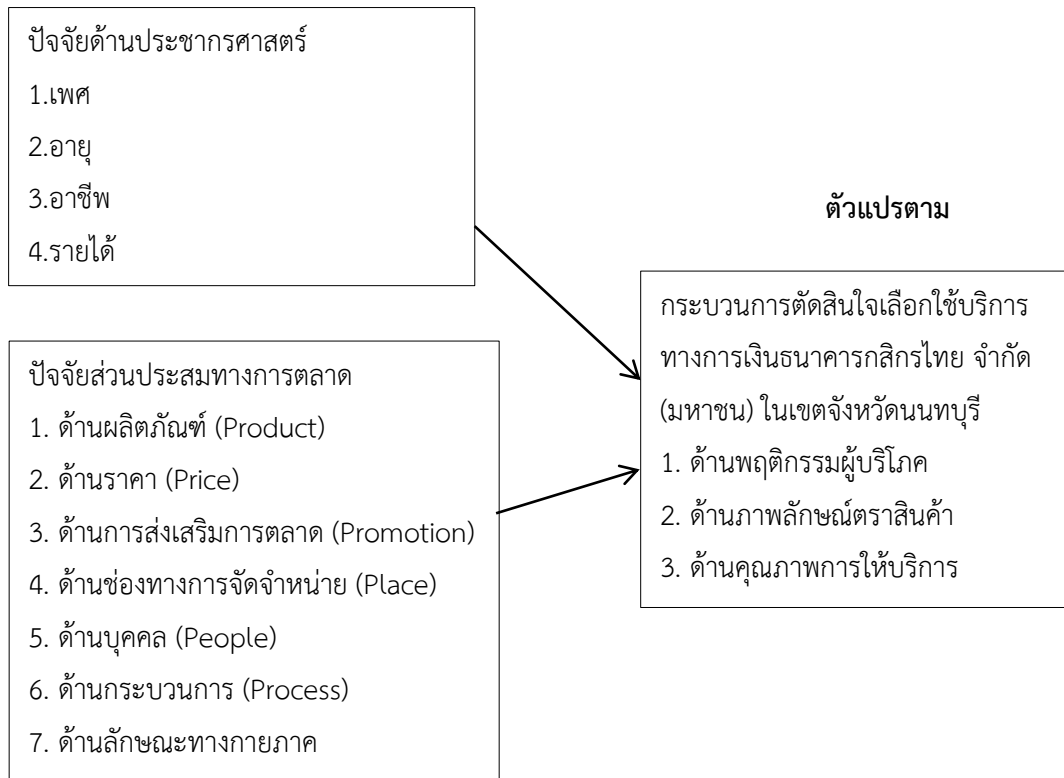 ปัจจัยด้านประชากรศาสตร์
1.เพศ
2.อายุ
3.อาชีพ
4.รายได้
ปัจจัยส่วนประสมทางการตลาด
1. ด้านผลิตภัณฑ์ (Product)
2. ด้านราคา (Price)
3. ด้านการส่งเสริมการตลาด (Promotion)
4. ด้านช่องทางการจัดจำหน่าย (Place)
5. ด้านบุคคล (People)
6. ด้านกระบวนการ (Process)
7. ด้านลักษณะทางกายภาค
ตัวแปรตาม
กระบวนการตัดสินใจเลือกใช้บริการ
ทางการเงินธนาคารกสิกรไทย จำกัด
(มหาชน) ในเขตจังหวัดนนทบุรี
1. ด้านพฤติกรรมผู้บริโภค
2. ด้านภาพลักษณ์ตราสินค้า
3. ด้านคุณภาพการให้บริการ